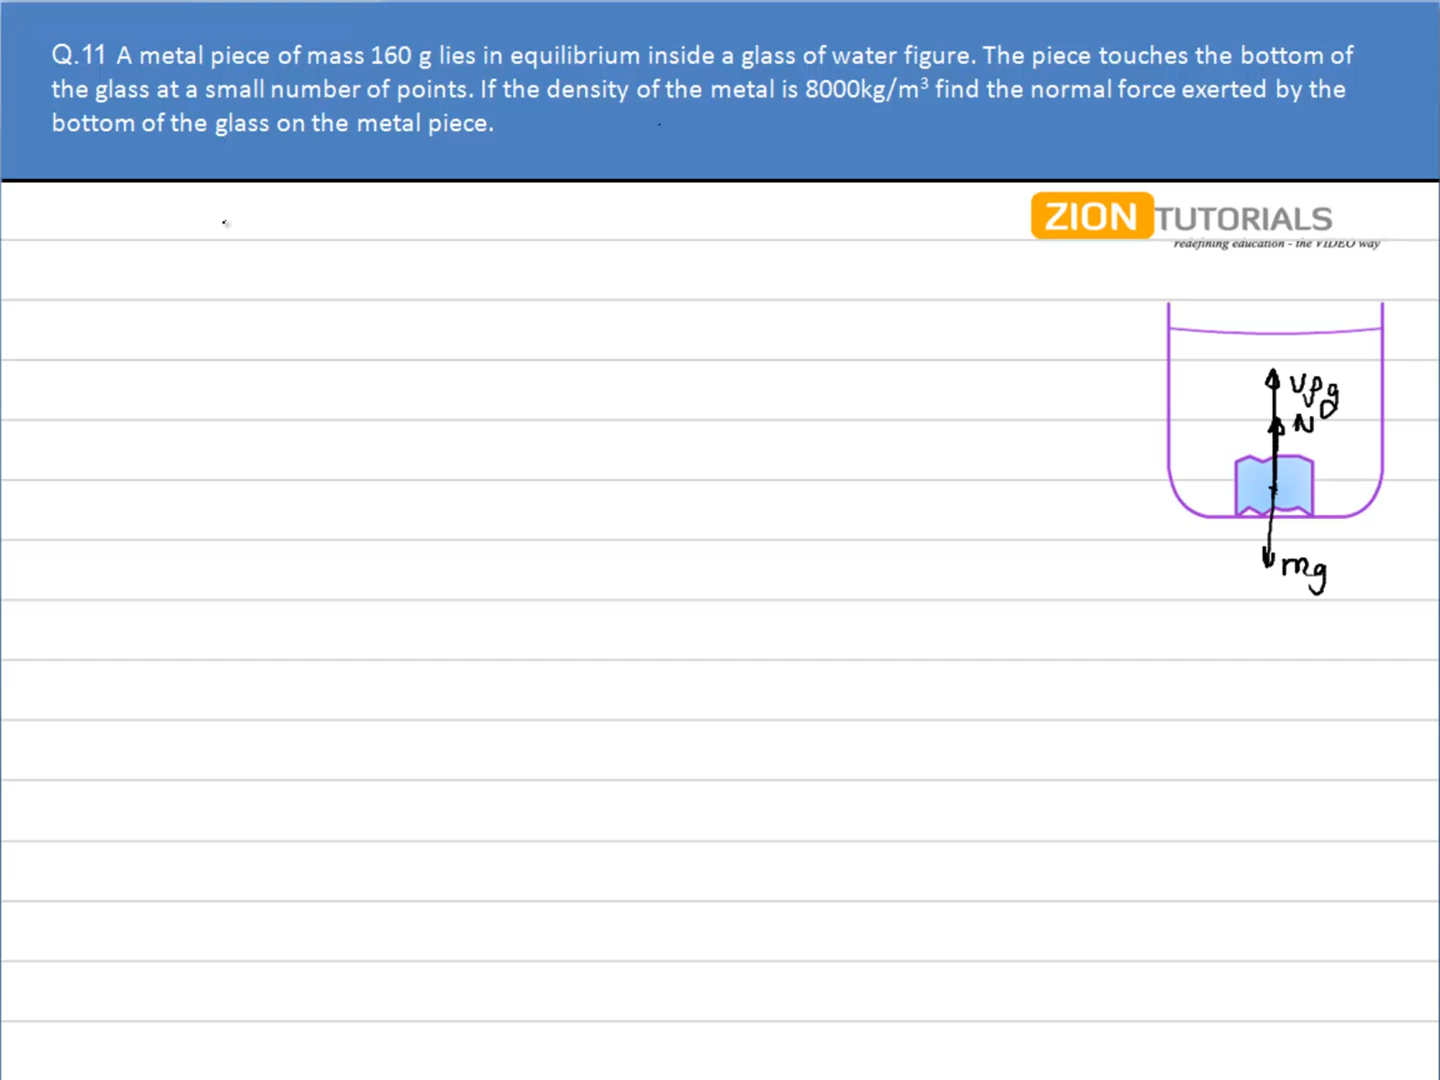 Q.11 A metal piece of mass 160 g lies in equilibrium inside a glass of water figure. The piece touches the bottom of
the glass at a small number of points. If the density of the metal is 8000kg/m³ find the normal force exerted by the
bottom of the glass on the metal piece.
ZION TUTORIALS
redefining education - the VIDEO way
Vρg
N
mg